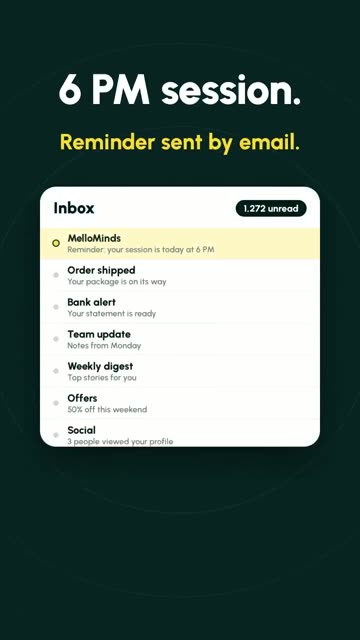 6 PM session.
Reminder sent by email.
Inbox
1,272 unread
MelloMinds
Reminder: your session is today at 6 PM
Order shipped
Your package is on its way
Bank alert
Your statement is ready
Team update
Notes from Monday
Weekly digest
Top stories for you
Offers
50% off this weekend
Social
3 people viewed your profile